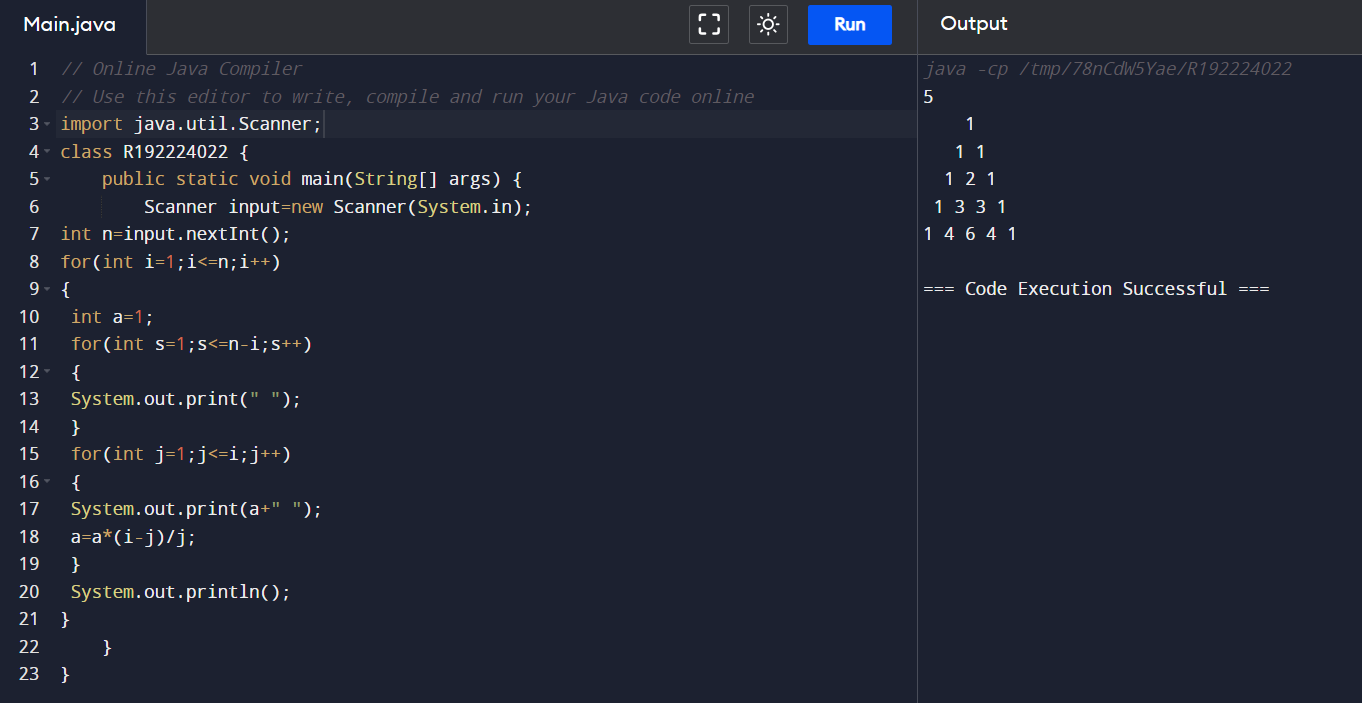 Main.java
Run
Output
1 // Online Java Compiler
2 // Use this editor to write, compile and run your Java code online
3 import java.util.Scanner;
4 class R192224022 {
5     public static void main(String[] args) {
6         Scanner input=new Scanner(System.in);
7 int n=input.nextInt();
8 for(int i=1;i<=n;i++)
9 {
10  int a=1;
11  for(int s=1;s<=n-i;s++)
12  {
13  System.out.print(" ");
14  }
15  for(int j=1;j<=i;j++)
16  {
17  System.out.print(a+" ");
18  a=a*(i-j)/j;
19  }
20  System.out.println();
21 }
22     }
23 }
java -cp /tmp/78nCdW5Yae/R192224022
5
    1
   1 1
  1 2 1
 1 3 3 1
1 4 6 4 1
=== Code Execution Successful ===